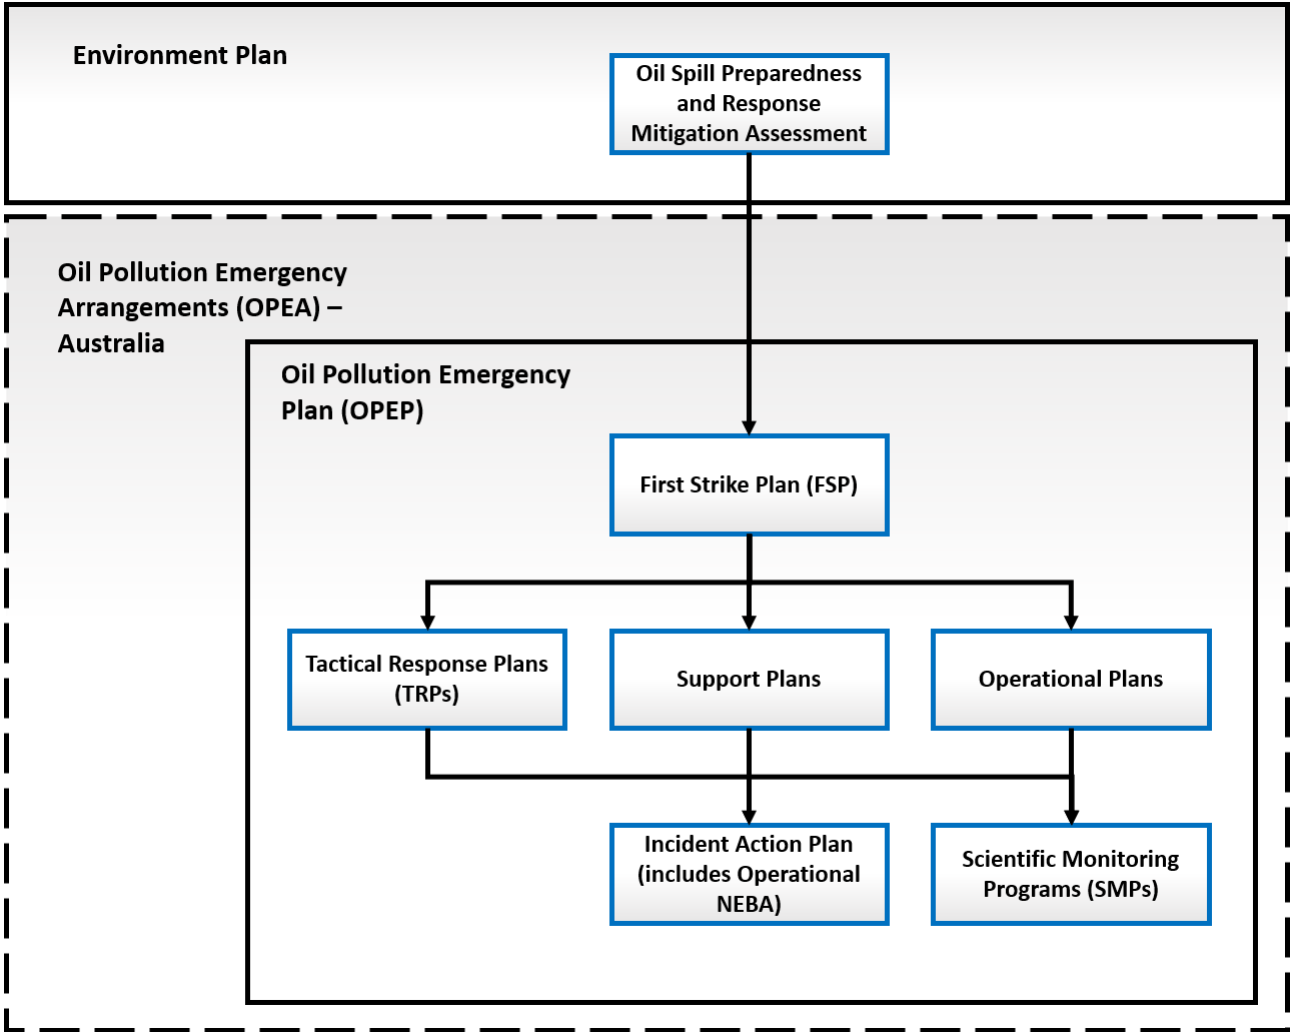 Environment Plan
Oil Spill Preparedness
and Response
Mitigation Assessment
Oil Pollution Emergency
Arrangements (OPEA) –
Australia
Oil Pollution Emergency
Plan (OPEP)
First Strike Plan (FSP)
Tactical Response Plans
(TRPs)
Support Plans
Operational Plans
Incident Action Plan
(includes Operational
NEBA)
Scientific Monitoring
Programs (SMPs)